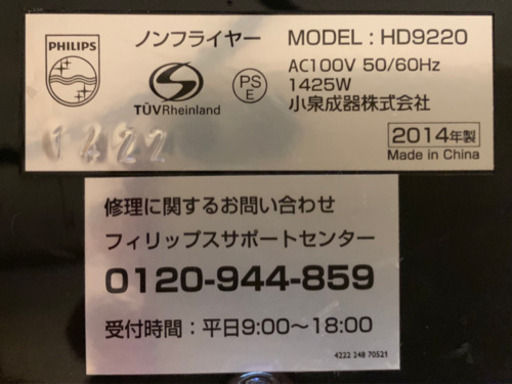 PHILIPS
ノンフライヤー MODEL : HD9220
AC100V 50/60Hz
1425W
小泉成器株式会社
TÜVRheinland
PS
E
2014年製
Made in China
1422
修理に関するお問い合わせ
フィリップスサポートセンター
0120-944-859
受付時間：平日9:00～18:00
4222 248 70521